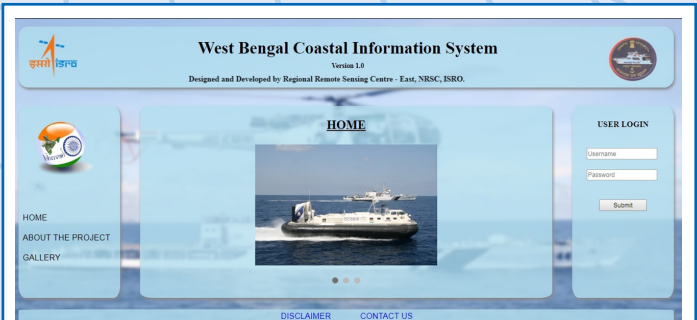 इसरो isro
West Bengal Coastal Information System
Version 1.0
Designed and Developed by Regional Remote Sensing Centre - East, NRSC, ISRO.
HOME
ABOUT THE PROJECT
GALLERY
HOME
USER LOGIN
Username
Password
Submit
DISCLAIMER CONTACT US